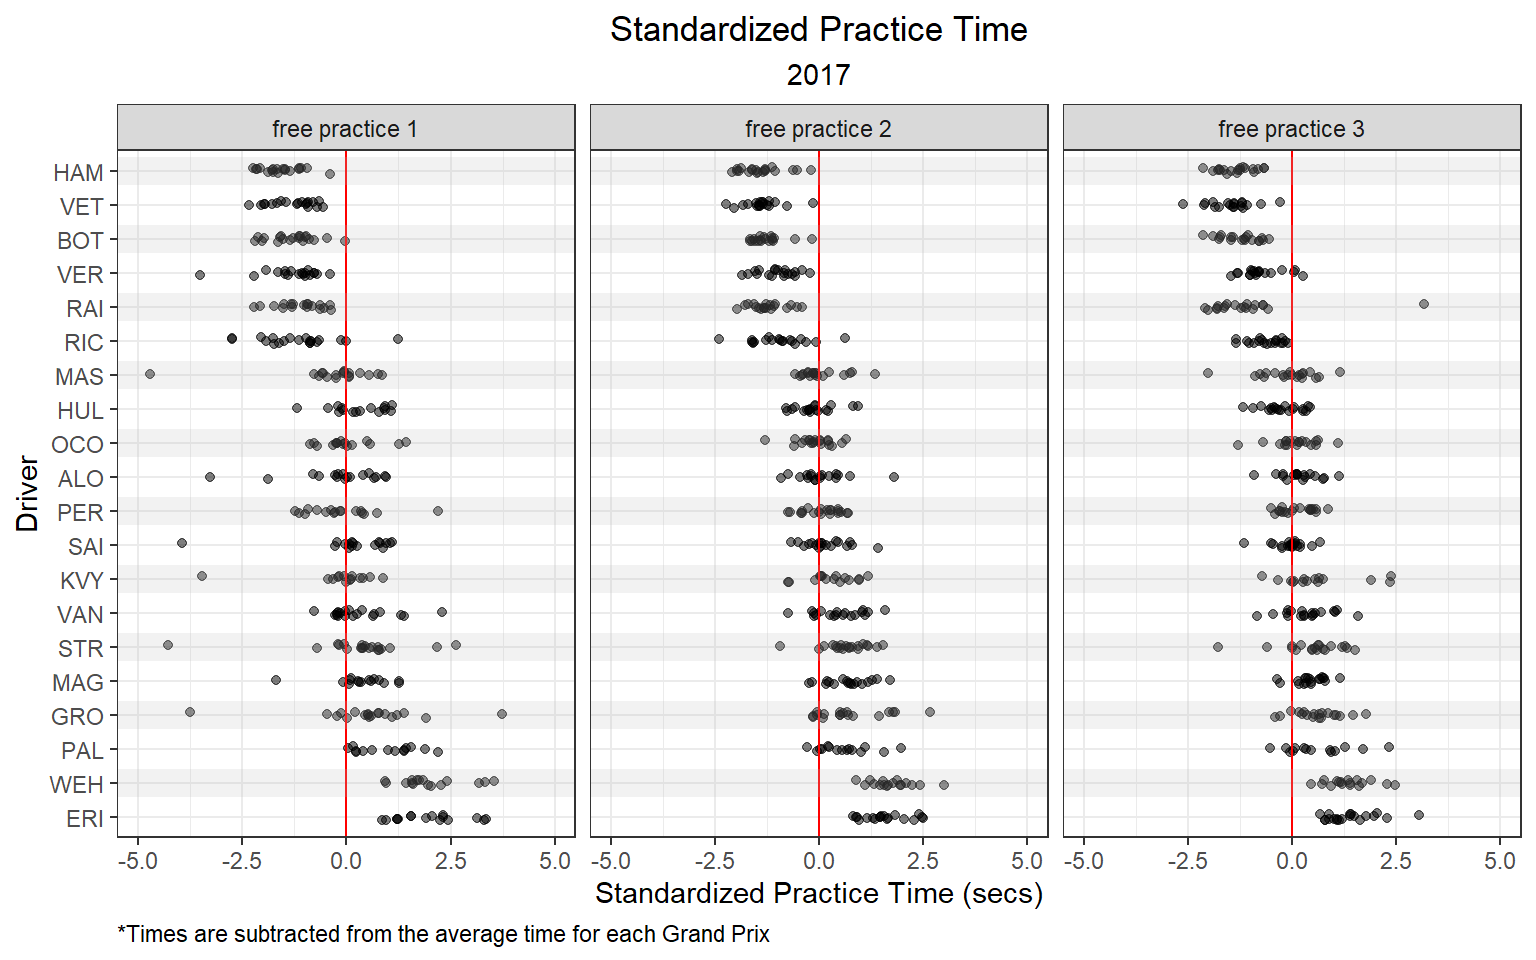 Standardized Practice Time
2017
free practice 1
free practice 2
free practice 3
Driver
HAM
VET
BOT
VER
RAI
RIC
MAS
HUL
OCO
ALO
PER
SAI
KVY
VAN
STR
MAG
GRO
PAL
WEH
ERI
-5.0 -2.5 0.0 2.5 5.0
-5.0 -2.5 0.0 2.5 5.0
-5.0 -2.5 0.0 2.5 5.0
Standardized Practice Time (secs)
*Times are subtracted from the average time for each Grand Prix